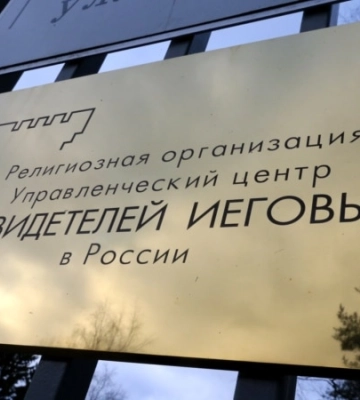 Религиозная организация
Управленческий центр
ВИДЕТЕЛЕЙ ИЕГОВЫ
в России